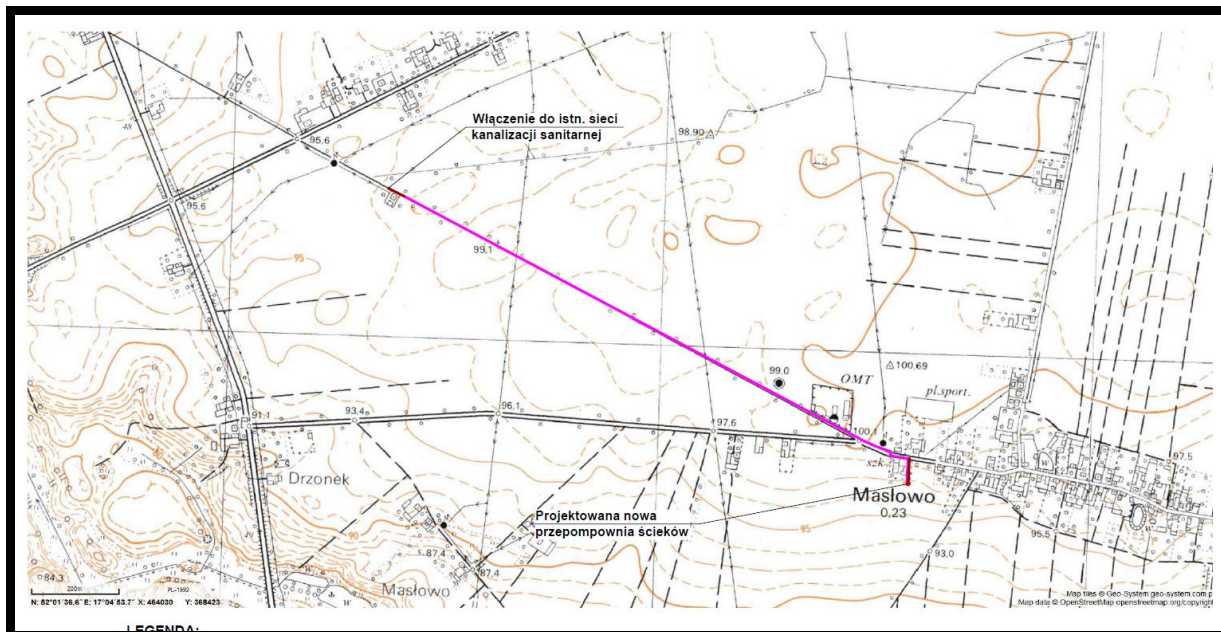 Włączenie do istn. sieci
kanalizacji sanitarnej
98,90
95,6
95,6
99,1
95
99,0
OMT
100,69
pl.sport.
91,1
93,4
96,1
97,6
100,1
szk.
97,5
Drzonek
Masłowo
0,23
Projektowana nowa
przepompownia ścieków
95
95,5
90
87,4
87,4
93,0
84,3
Masłowo
200m
PL-1992
N: 52°01'36.6" E: 17°04'53.7" X: 464039 Y: 368423
Map tiles © Geo-System geo-system.com.p
Map data © OpenStreetMap openstreetmap.org/copyright
LEGENDA: